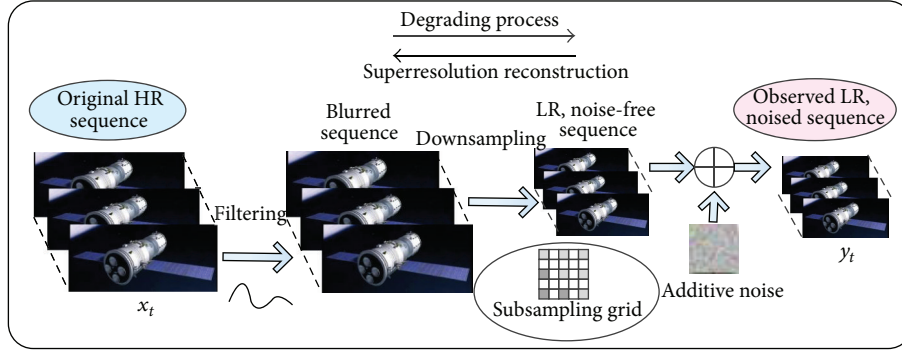 Degrading process
Superresolution reconstruction
Original HR
sequence
Blurred
sequence
Downsampling
LR, noise-free
sequence
Observed LR,
noised sequence
Filtering
x_t
Subsampling grid
Additive noise
y_t